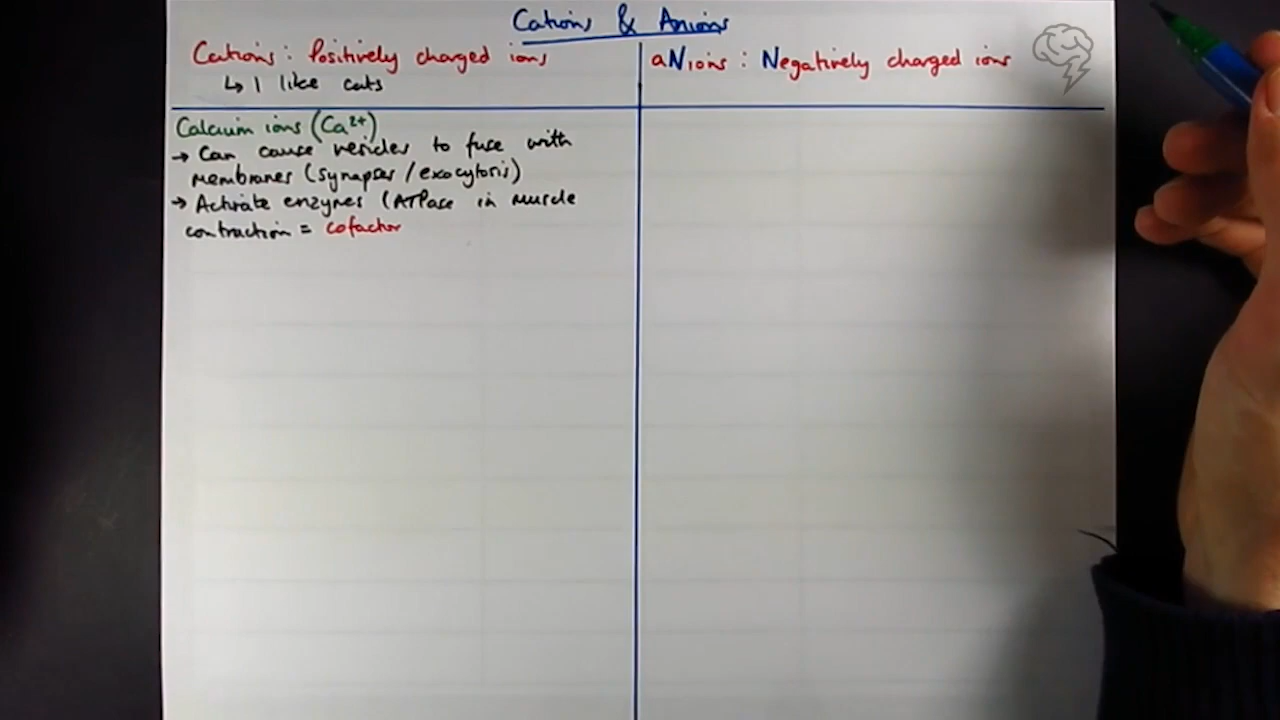 Cations & Anions
Cations : Positively charged ions
↳ I like cats
aNions : Negatively charged ions
Calcium ions (Ca²⁺)
→ Can cause vesicles to fuse with
membranes (synapses / exocytosis)
→ Activate enzymes (ATPase in muscle
contraction = cofactor